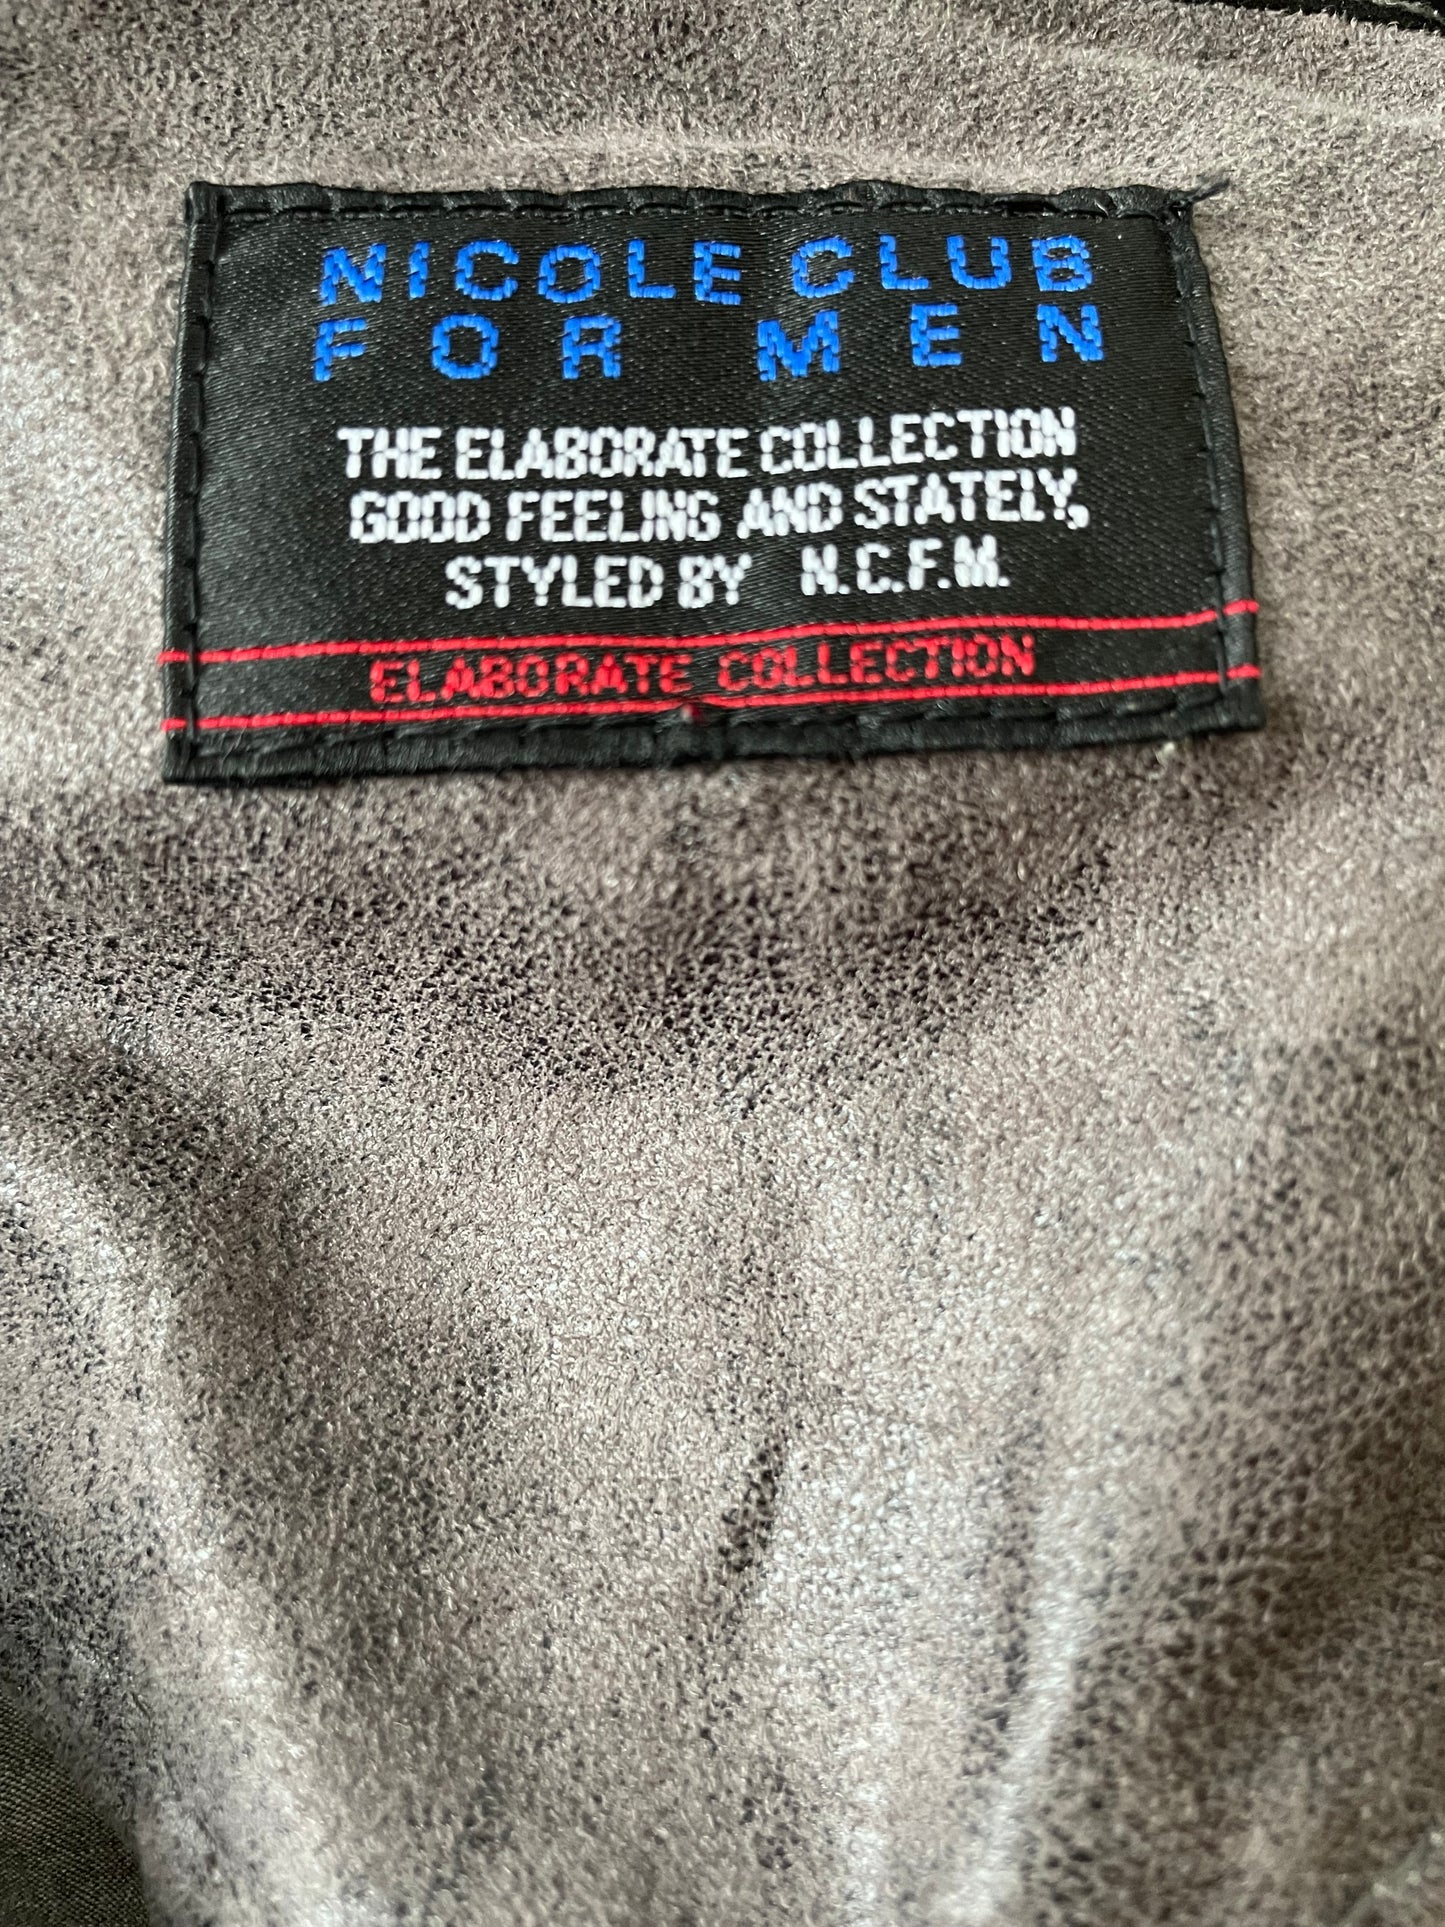 NICOLE CLUB
FOR MEN
THE ELABORATE COLLECTION
GOOD FEELING AND STATELY,
STYLED BY N.C.F.M.
ELABORATE COLLECTION